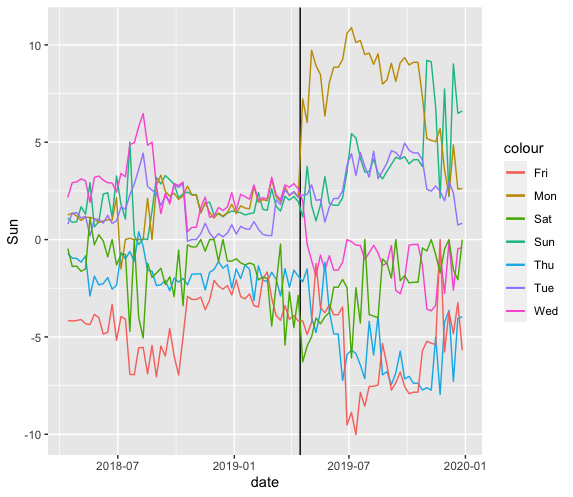 10
5
0
-5
-10
Sun
2018-07
2019-01
2019-07
2020-01
date
colour
Fri
Mon
Sat
Sun
Thu
Tue
Wed